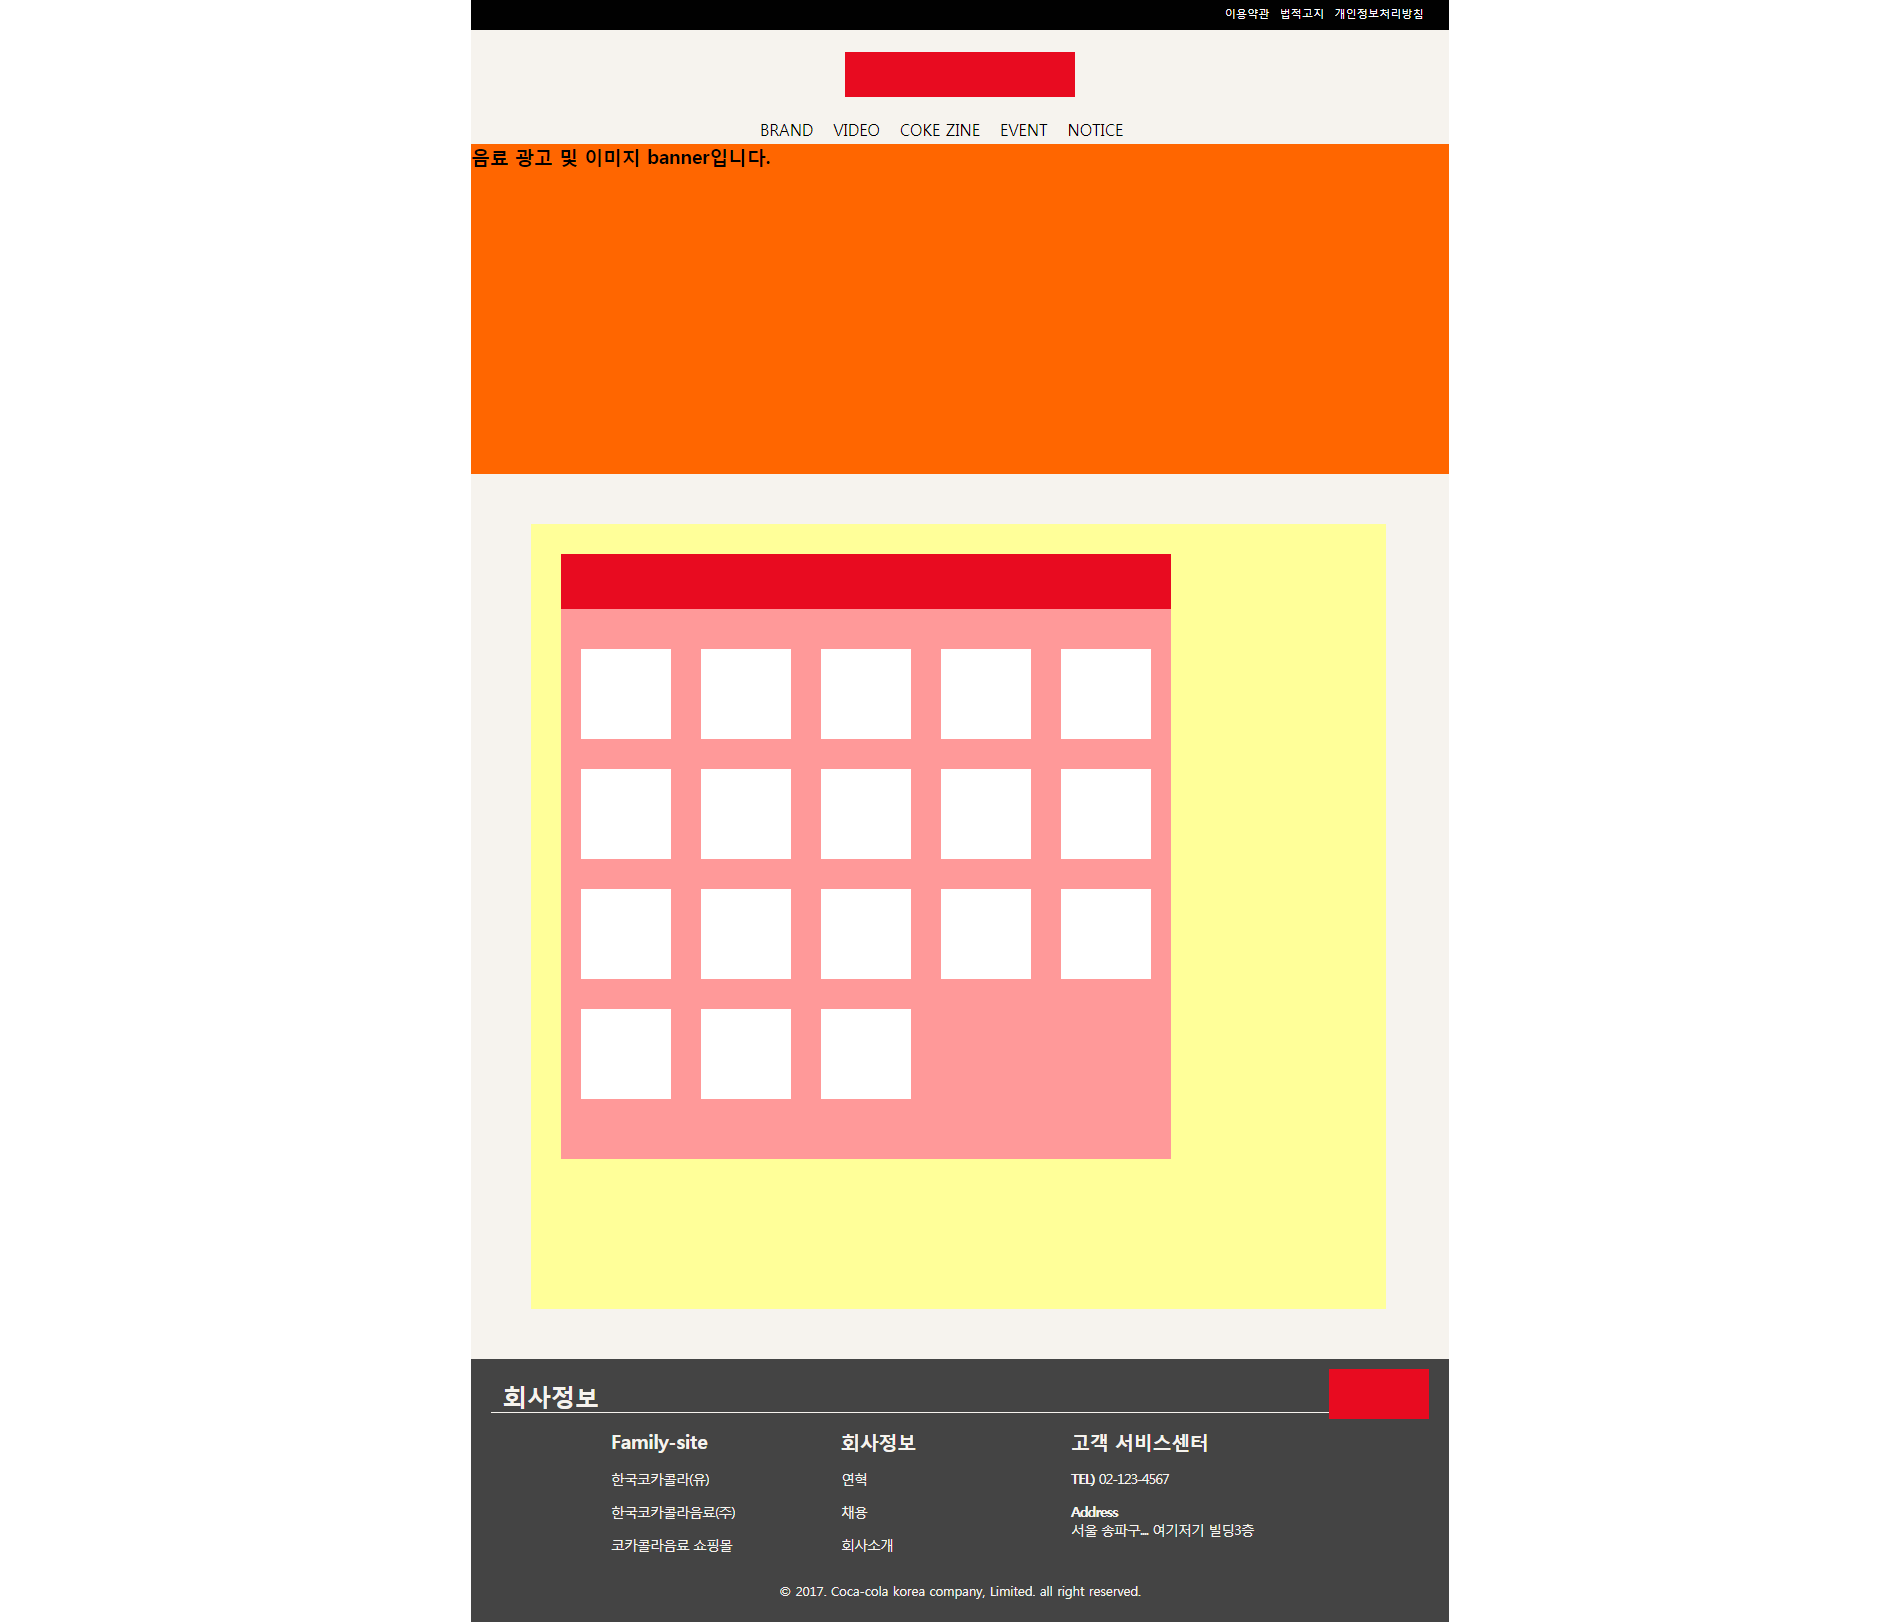 이용약관 법적고지 개인정보처리방침
BRAND VIDEO COKE ZINE EVENT NOTICE
음료 광고 및 이미지 banner입니다.
회사정보
Family-site 회사정보 고객 서비스센터
한국코카콜라(유) 연혁 TEL) 02-123-4567
한국코카콜라음료(주) 채용 Address
서울 송파구... 여기저기 빌딩3층
코카콜라음료 쇼핑몰 회사소개
© 2017. Coca-cola korea company, Limited. all right reserved.